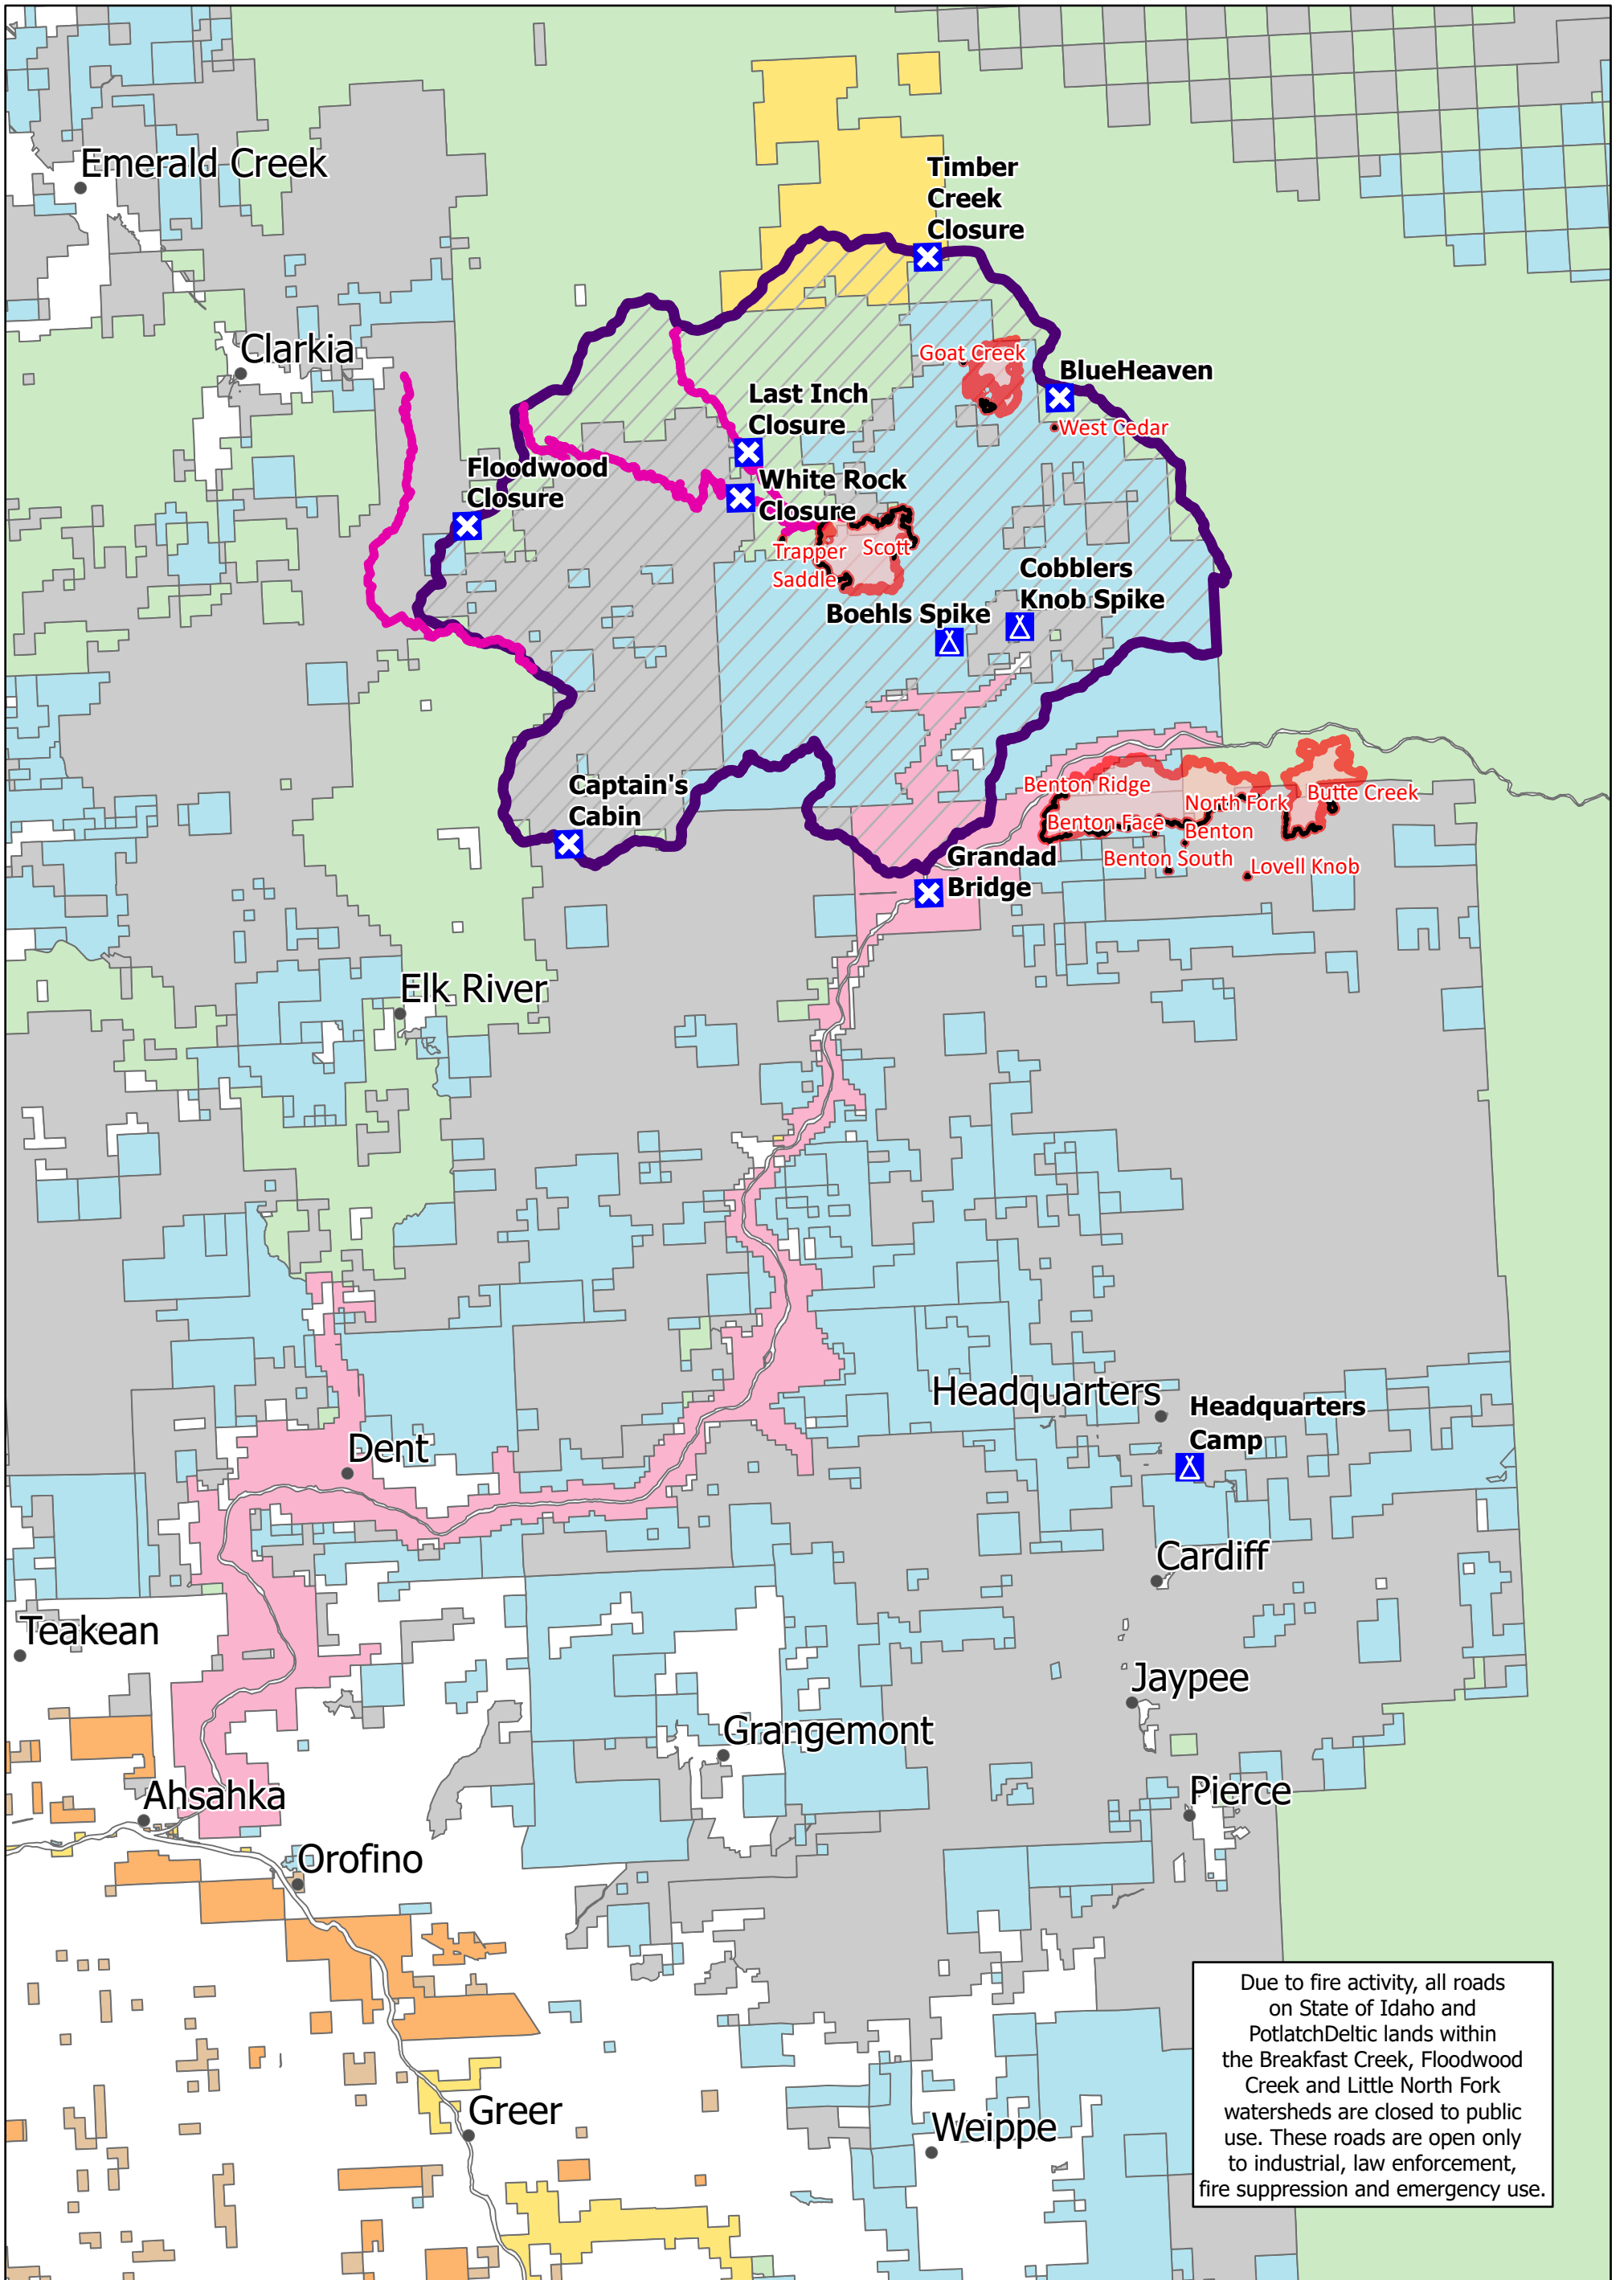 Emerald Creek
Timber
Creek
Closure
Clarkia
Goat Creek
BlueHeaven
Last Inch
Closure
West Cedar
Floodwood
Closure
White Rock
Closure
Trapper
Saddle
Scott
Cobblers
Knob Spike
Boehls Spike
Captain's
Cabin
Benton Ridge
North Fork
Butte Creek
Benton Face
Benton
Benton South
Lovell Knob
Grandad
Bridge
Elk River
Headquarters
Headquarters
Camp
Dent
Cardiff
Teakean
Jaypee
Grangemont
Pierce
Ahsahka
Orofino
Greer
Weippe
Due to fire activity, all roads
on State of Idaho and
PotlatchDeltic lands within
the Breakfast Creek, Floodwood
Creek and Little North Fork
watersheds are closed to public
use. These roads are open only
to industrial, law enforcement,
fire suppression and emergency use.